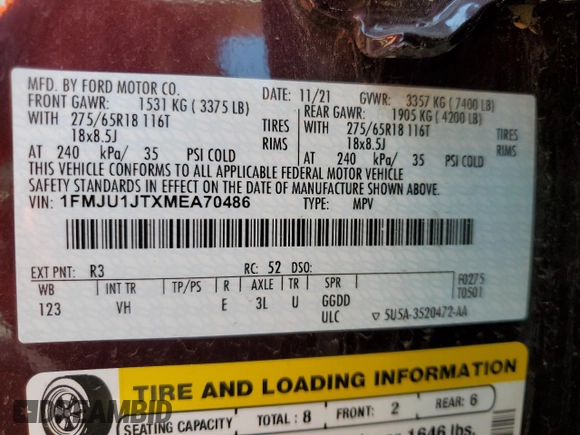 MFD. BY FORD MOTOR CO.
DATE: 11/21 GVWR: 3357 KG ( 7400 LB)
FRONT GAWR: 1531 KG ( 3375 LB)
REAR GAWR: 1905 KG ( 4200 LB)
WITH 275/65R18 116T TIRES
WITH 275/65R18 116T TIRES
18x8.5J RIMS
18x8.5J RIMS
AT 240 kPa/ 35 PSI COLD
AT 240 kPa/ 35 PSI COLD
THIS VEHICLE CONFORMS TO ALL APPLICABLE FEDERAL MOTOR VEHICLE
SAFETY STANDARDS IN EFFECT ON THE DATE OF MANUFACTURE SHOWN ABOVE.
VIN: 1FMJU1JTXMEA70486 TYPE: MPV
EXT PNT: R3 RC: 52 DSO:
WB INT TR TP/PS R AXLE TR SPR F0275
123 VH E 3L U GGDD T0501
ULC ▽ 5U5A-3520472-AA
TIRE AND LOADING INFORMATION
SEATING CAPACITY TOTAL : 8 FRONT: 2 REAR: 6
1646 lbs.